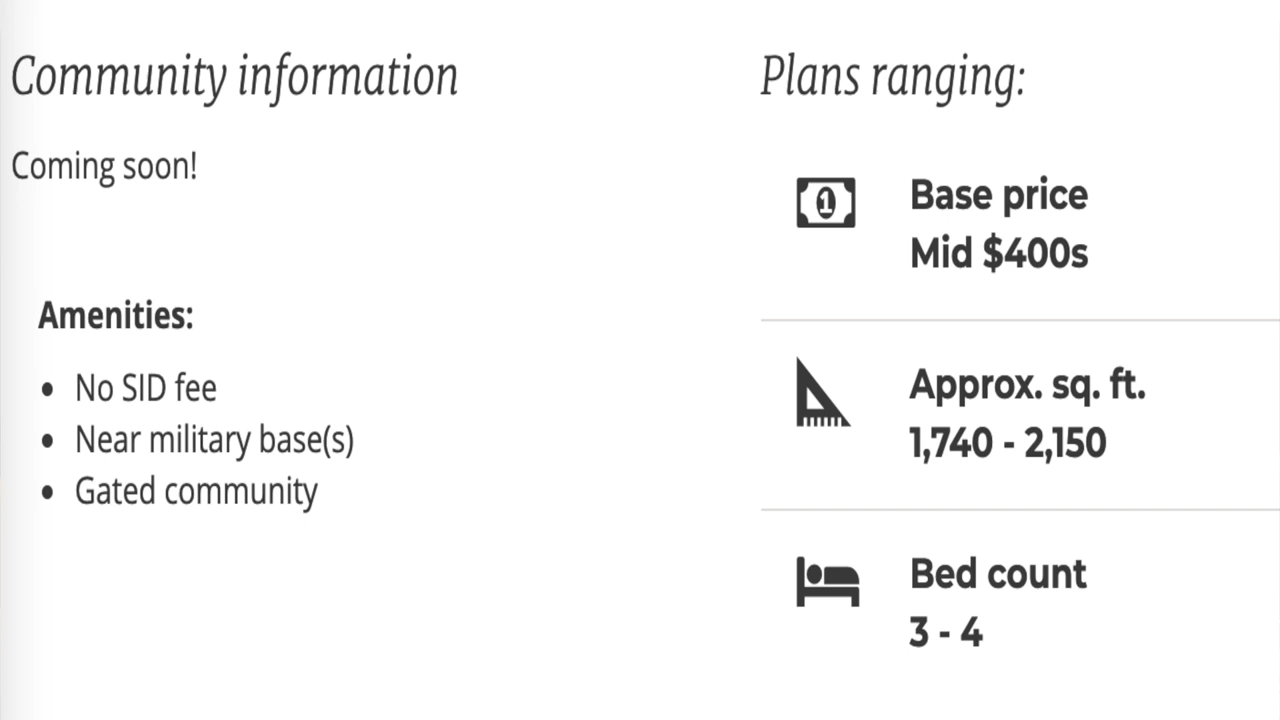 Community information
Coming soon!
Amenities:
No SID fee
Near military base(s)
Gated community
Plans ranging:
1
Base price
Mid $400s
Approx. sq. ft.
1,740 - 2,150
Bed count
3 - 4